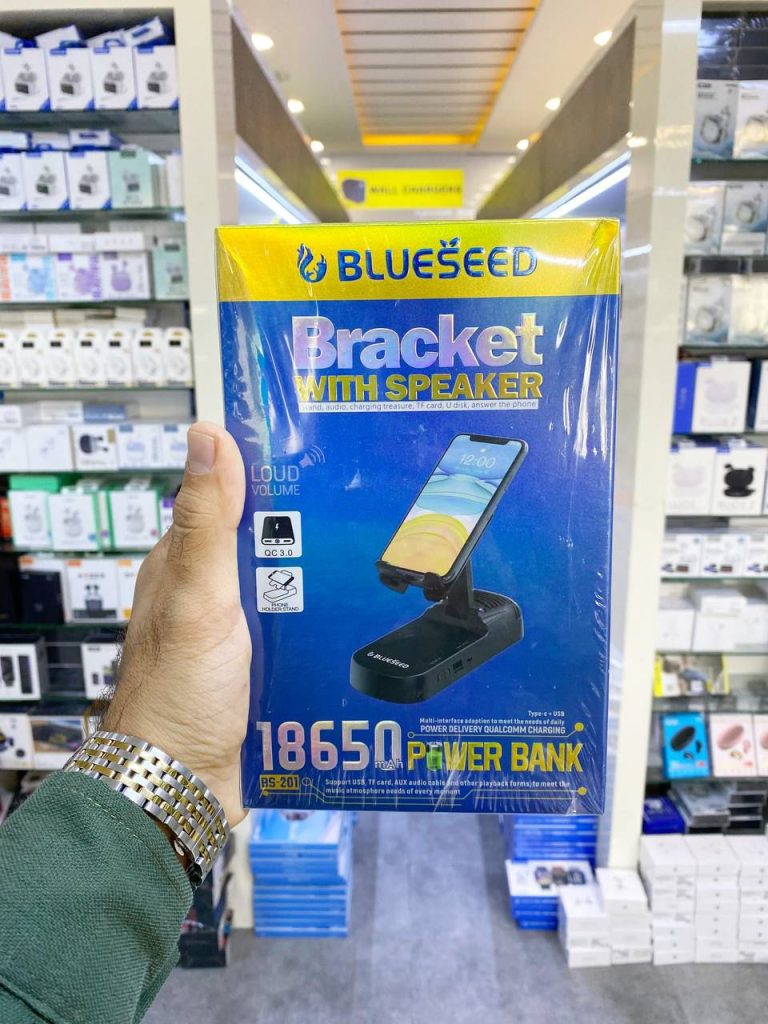 WALL CHARGERS
BLUESEED
Bracket
WITH SPEAKER
Stand, audio, charging treasure, TF card, U disk, answer the phone
LOUD
VOLUME
12:00
QC 3.0
PHONE
HOLDER STAND
BLUESEED
Type-c + USB
Multi-interface adaption to meet the needs of daily
POWER DELIVERY QUALCOMM CHARGING
18650 mAh POWER BANK
BS-201
Support USB, TF card, AUX audio cable and other playback forms, to meet the
music atmosphere needs of every moment